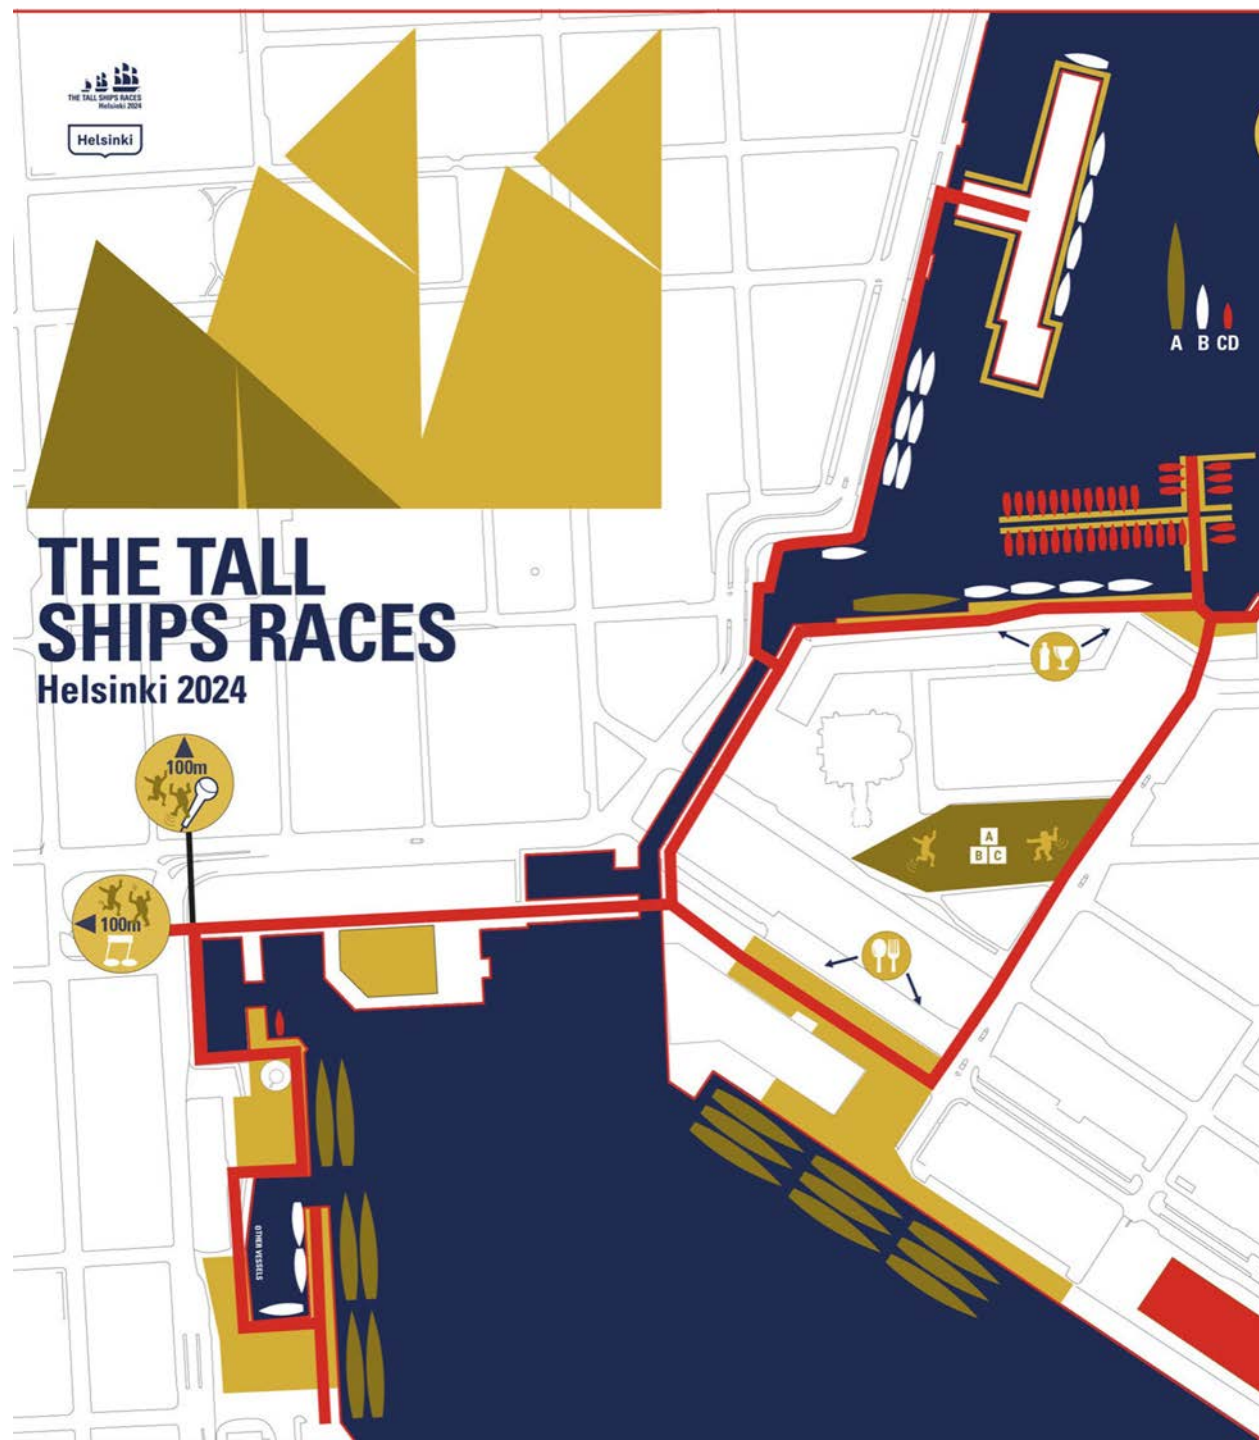 THE TALL SHIPS RACES
Helsinki 2024
Helsinki
A B CD
THE TALL
SHIPS RACES
Helsinki 2024
100m
100m
A
B C
OTHER VESSELS